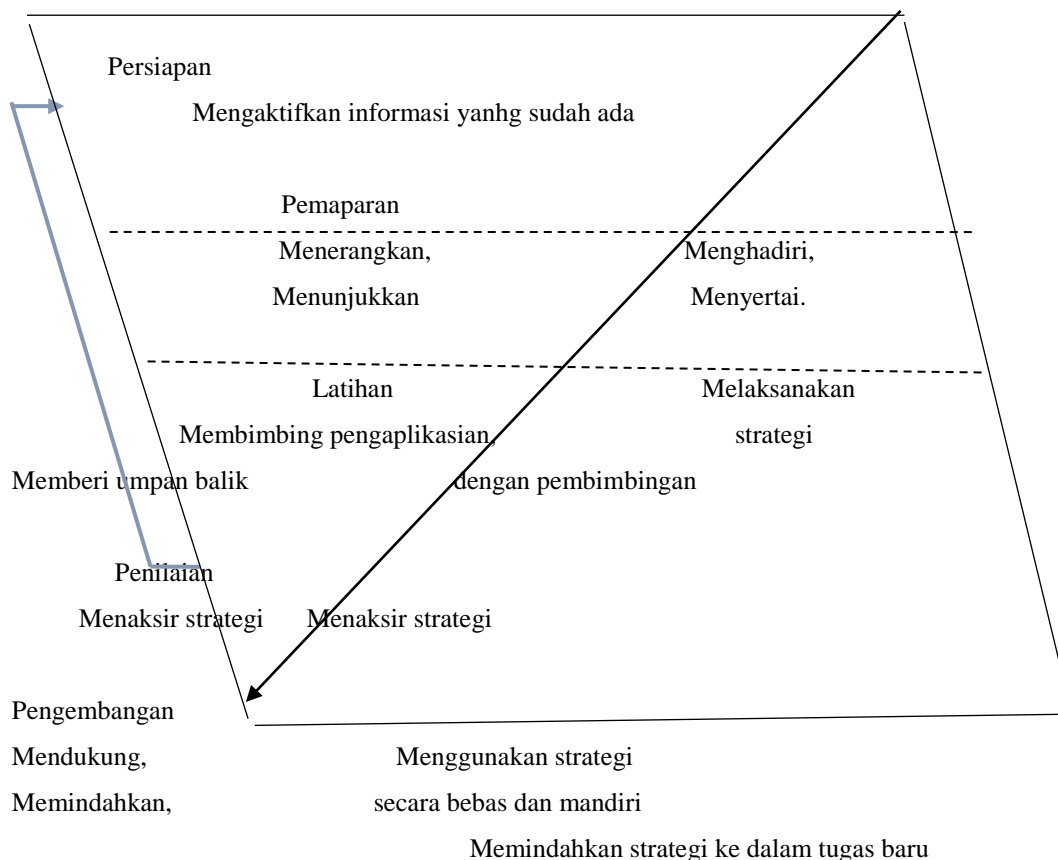 Persiapan
Mengaktifkan informasi yanhg sudah ada
Pemaparan
Menerangkan, Menghadiri,
Menunjukkan Menyertai.
Latihan Melaksanakan
Membimbing pengaplikasian, strategi
Memberi umpan balik dengan pembimbingan
Penilaian
Menaksir strategi Menaksir strategi
Pengembangan
Mendukung, Menggunakan strategi
Memindahkan, secara bebas dan mandiri
Memindahkan strategi ke dalam tugas baru